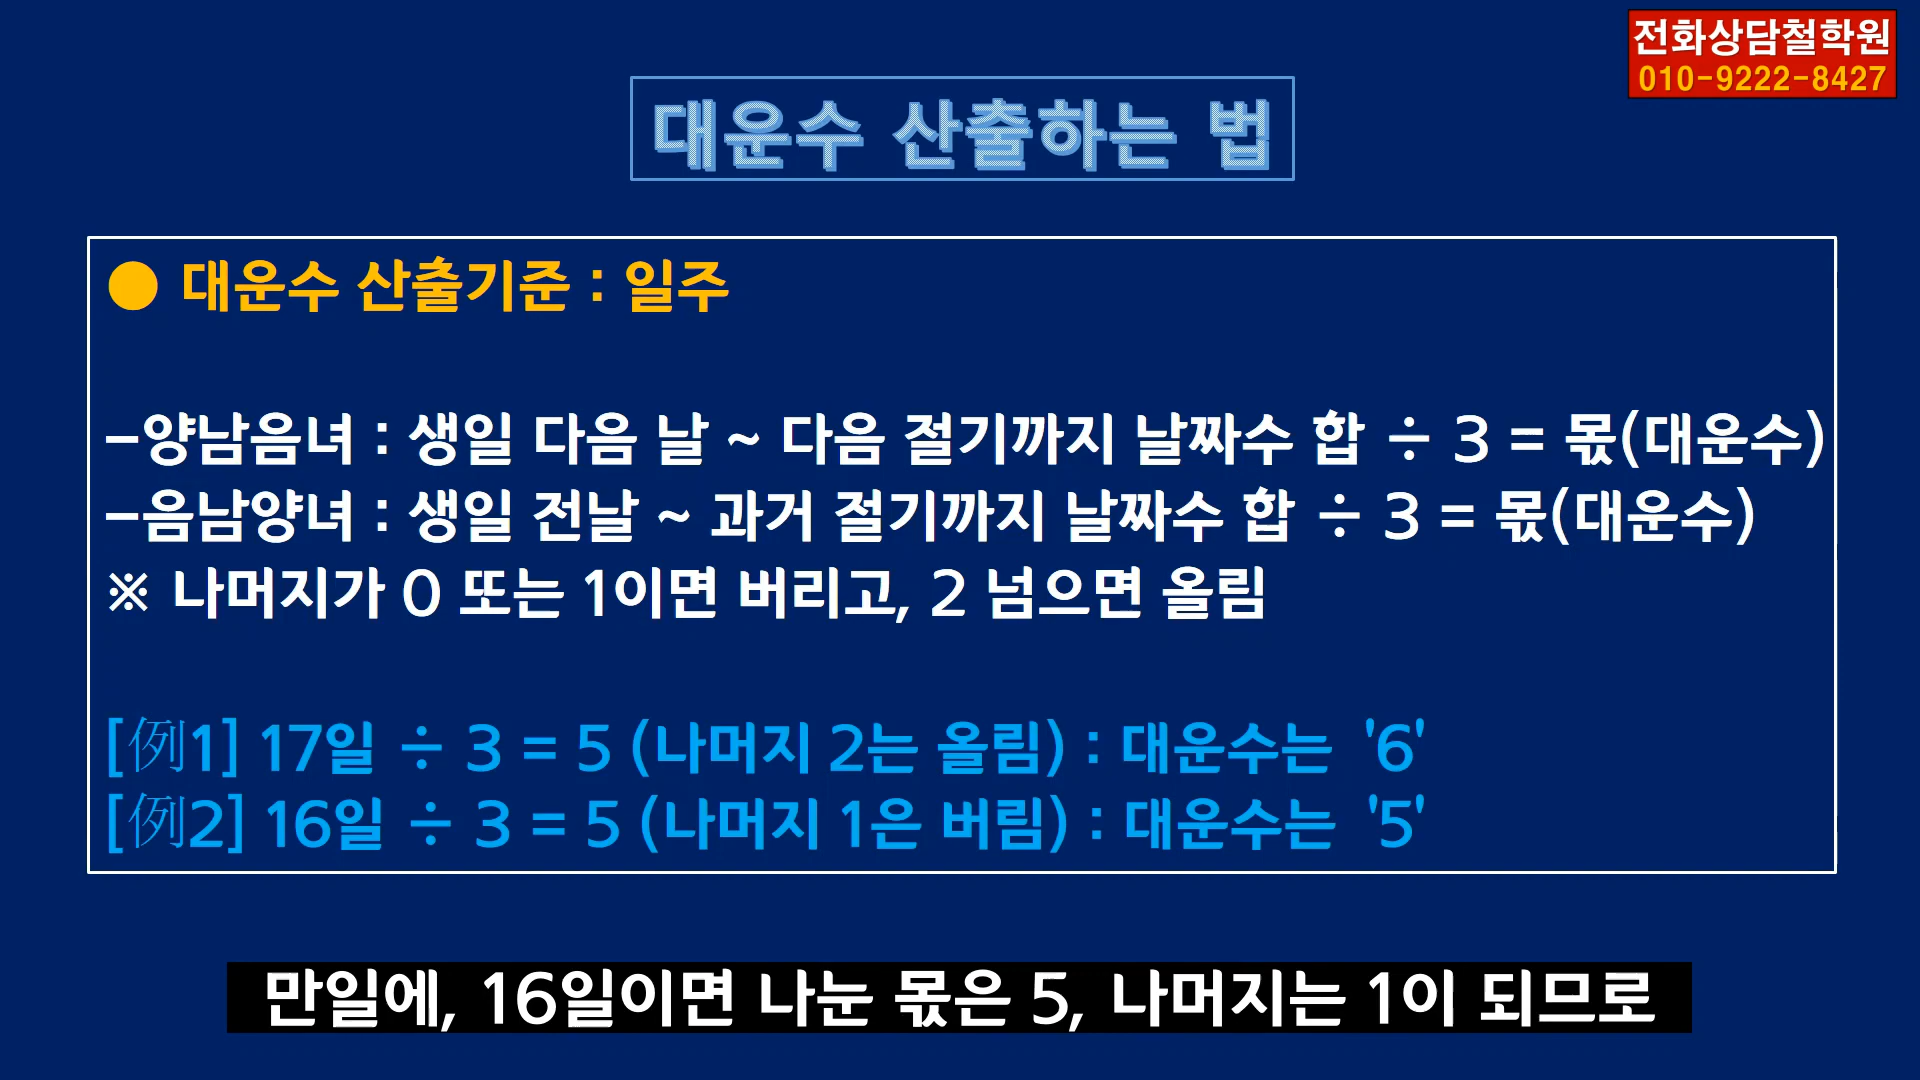 전화상담철학원
010-9222-8427
대운수 산출하는 법
● 대운수 산출기준 : 일주
-양남음녀 : 생일 다음 날 ~ 다음 절기까지 날짜수 합 ÷ 3 = 몫(대운수)
-음남양녀 : 생일 전날 ~ 과거 절기까지 날짜수 합 ÷ 3 = 몫(대운수)
※ 나머지가 0 또는 1이면 버리고, 2 넘으면 올림
[例1] 17일 ÷ 3 = 5 (나머지 2는 올림) : 대운수는 '6'
[例2] 16일 ÷ 3 = 5 (나머지 1은 버림) : 대운수는 '5'
만일에, 16일이면 나눈 몫은 5, 나머지는 1이 되므로